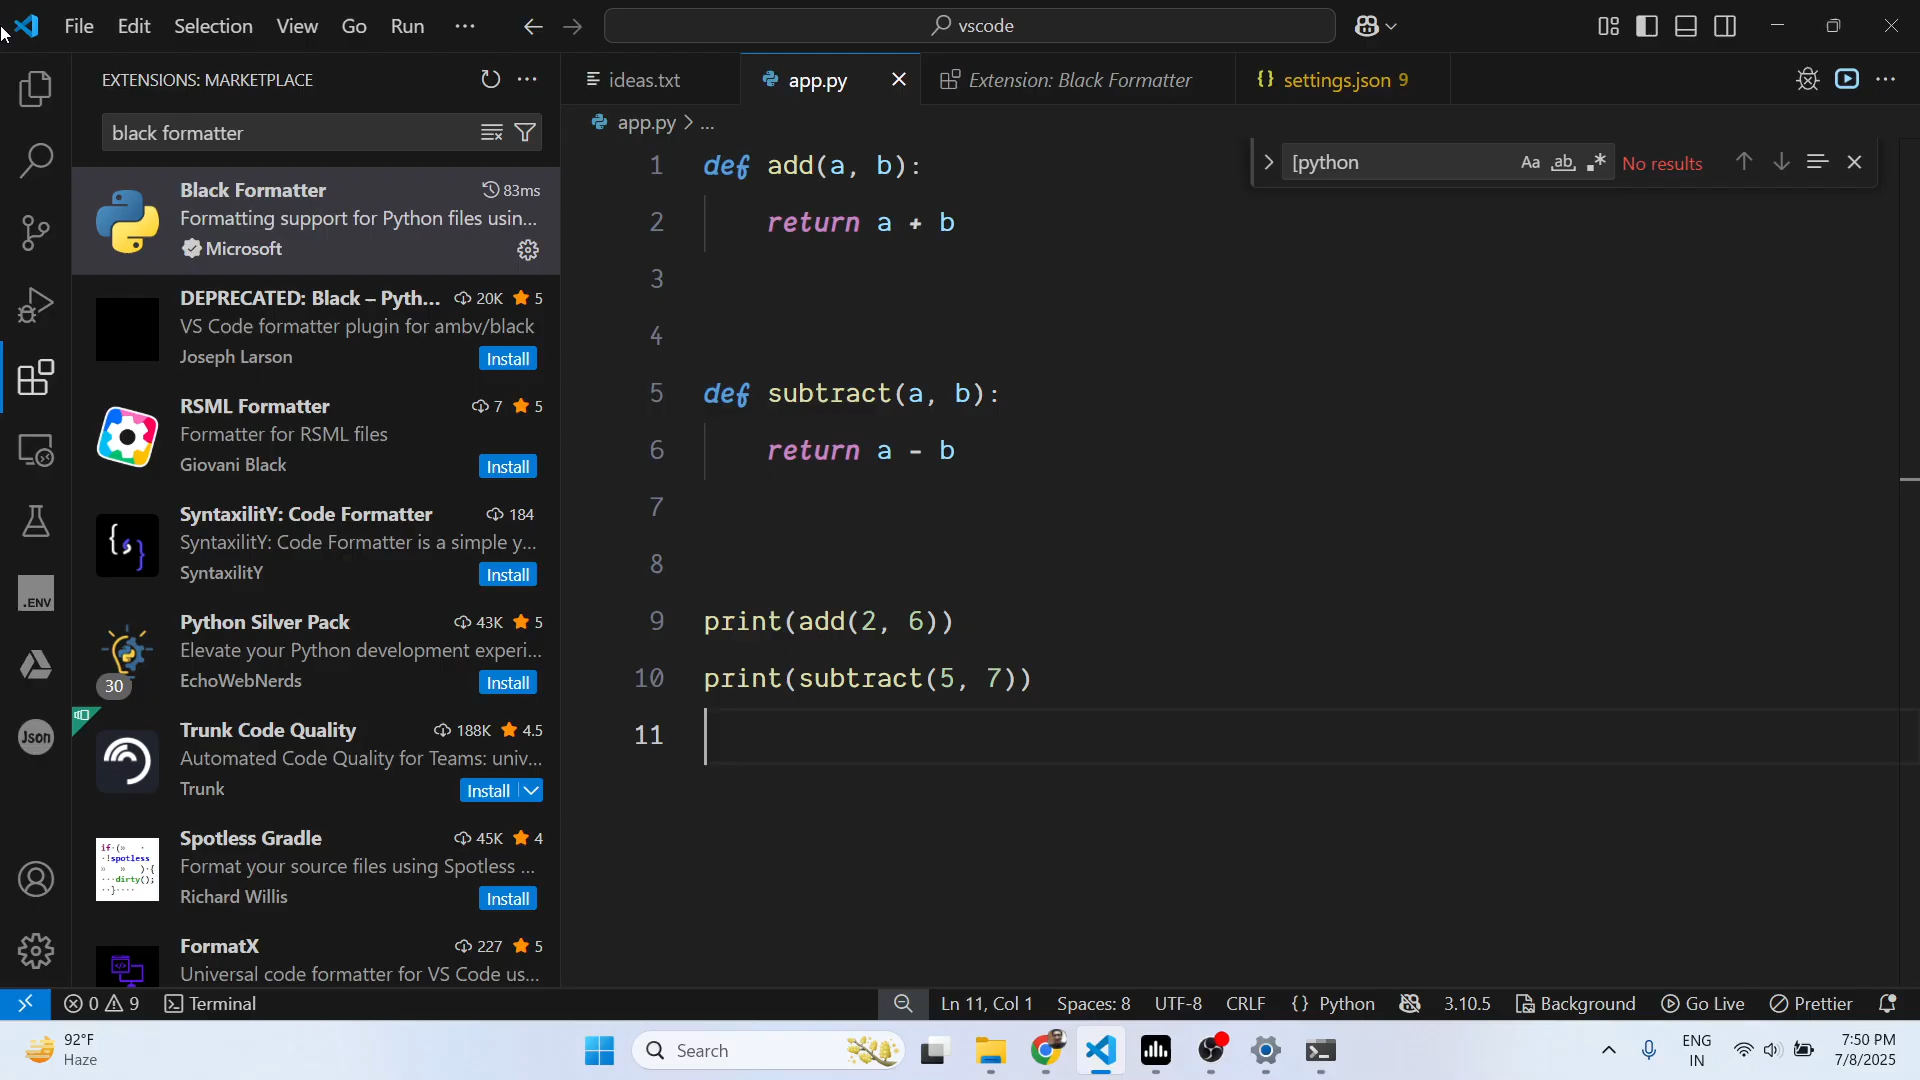 File Edit Selection View Go Run ... vscode
EXTENSIONS: MARKETPLACE
black formatter
Black Formatter 83ms
Formatting support for Python files usin...
Microsoft
DEPRECATED: Black – Pyth... 20K 5
VS Code formatter plugin for ambv/black
Joseph Larson Install
RSML Formatter 7 5
Formatter for RSML files
Giovani Black Install
SyntaxilitY: Code Formatter 184
SyntaxilitY: Code Formatter is a simple y...
SyntaxilitY Install
Python Silver Pack 43K 5
Elevate your Python development experi...
EchoWebNerds Install
30
Trunk Code Quality 188K 4.5
Automated Code Quality for Teams: univ...
Trunk Install
Spotless Gradle 45K 4
Format your source files using Spotless ...
Richard Willis Install
FormatX 227 5
Universal code formatter for VS Code us...
.ENV
Json
ideas.txt app.py Extension: Black Formatter {} settings.json 9
app.py > ...
[python Aa ab .* No results
1 def add(a, b):
2 return a + b
3
4
5 def subtract(a, b):
6 return a - b
7
8
9 print(add(2, 6))
10 print(subtract(5, 7))
11
0 9 Terminal Ln 11, Col 1 Spaces: 8 UTF-8 CRLF {} Python 3.10.5 Background Go Live Prettier
92°F
Haze
Search
ENG
IN
7:50 PM
7/8/2025